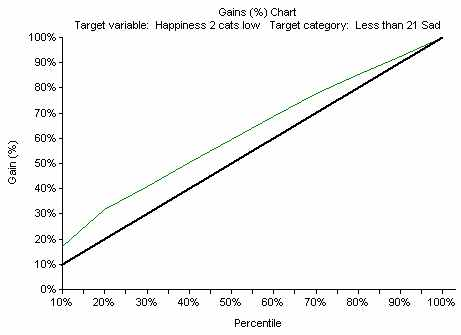 Gains (%) Chart
Target variable: Happiness 2 cats low Target category: Less than 21 Sad
100%
90%
80%
70%
60%
50%
40%
30%
20%
10%
0%
Gain (%)
10% 20% 30% 40% 50% 60% 70% 80% 90% 100%
Percentile